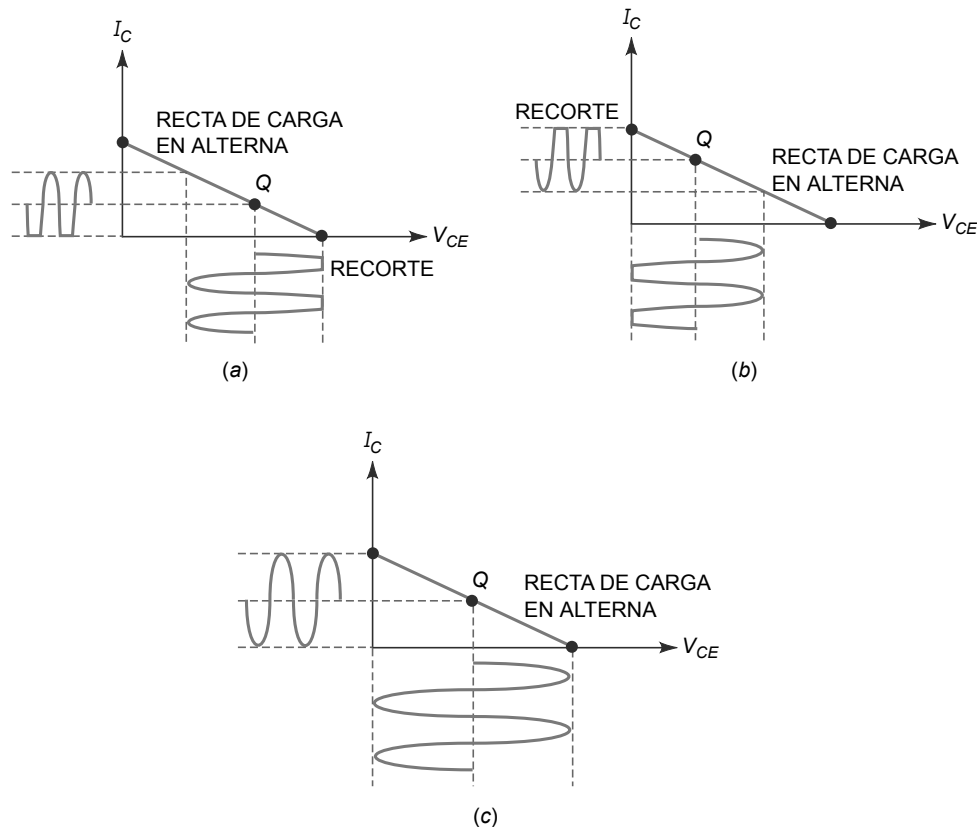 I_C
RECTA DE CARGA
EN ALTERNA
Q
V_CE
RECORTE
(a)
I_C
RECORTE
Q
RECTA DE CARGA
EN ALTERNA
V_CE
(b)
I_C
Q
RECTA DE CARGA
EN ALTERNA
V_CE
(c)